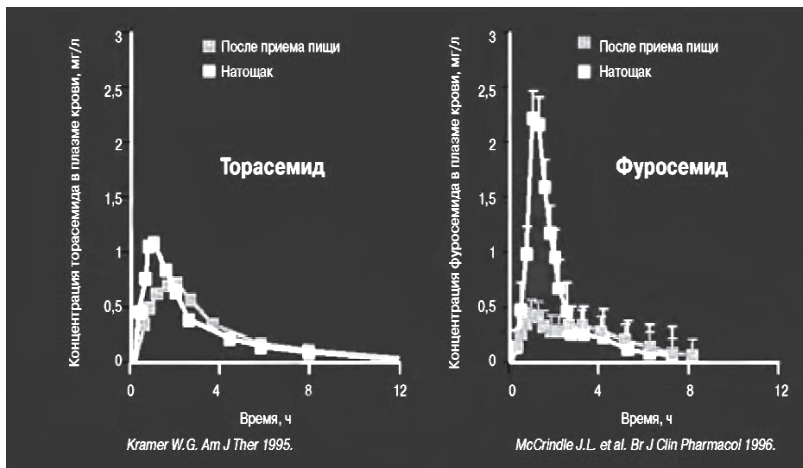 Концентрация торасемида в плазме крови, мг/л
3
2,5
2
1,5
1
0,5
0
После приема пищи
Натощак
Торасемид
0
4
8
12
Время, ч
Kramer W.G. Am J Ther 1995.
Концентрация фуросемида в плазме крови, мг/л
3
2,5
2
1,5
1
0,5
0
После приема пищи
Натощак
Фуросемид
0
4
8
12
Время, ч
McCrindle J.L. et al. Br J Clin Pharmacol 1996.